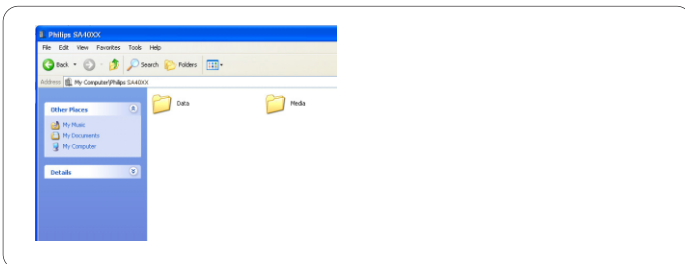 Philips SA40XX
File Edit View Favorites Tools Help
Back Search Folders
Address My Computer\Philips SA40XX
Other Places
My Music
My Documents
My Computer
Details
Data Media